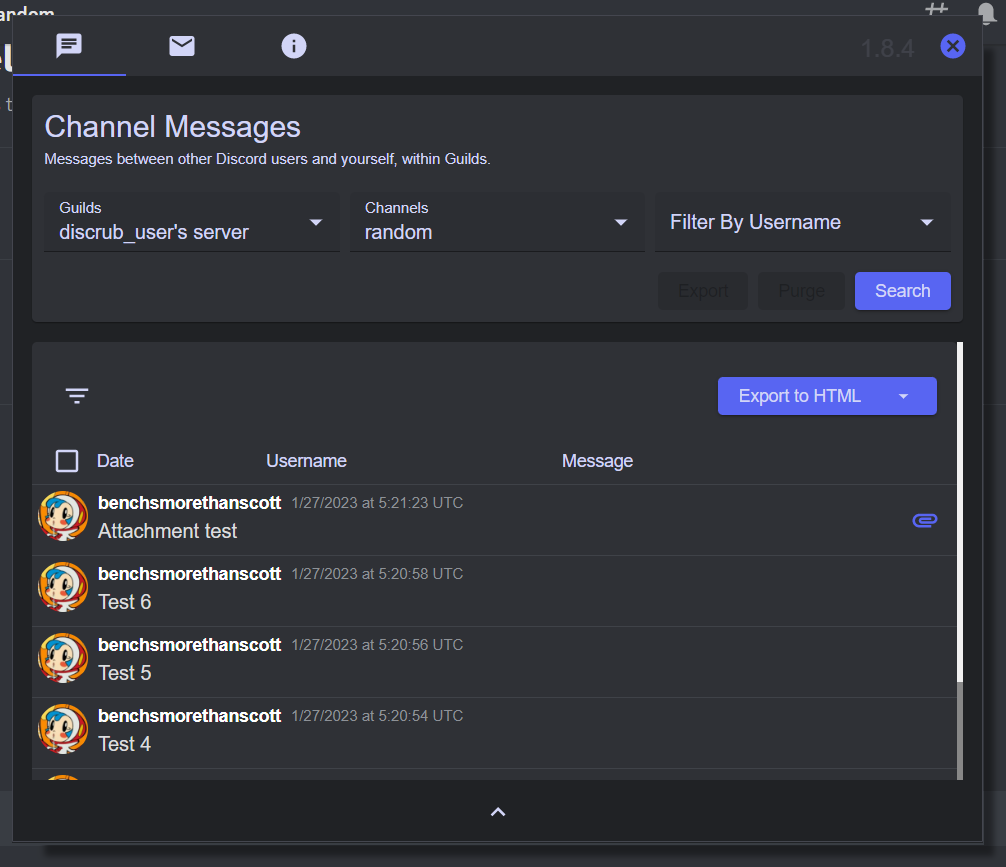 1.8.4
Channel Messages
Messages between other Discord users and yourself, within Guilds.
Guilds
discrub_user's server
Channels
random
Filter By Username
Export
Purge
Search
Export to HTML
Date
Username
Message
benchsmorethanscott 1/27/2023 at 5:21:23 UTC
Attachment test
benchsmorethanscott 1/27/2023 at 5:20:58 UTC
Test 6
benchsmorethanscott 1/27/2023 at 5:20:56 UTC
Test 5
benchsmorethanscott 1/27/2023 at 5:20:54 UTC
Test 4